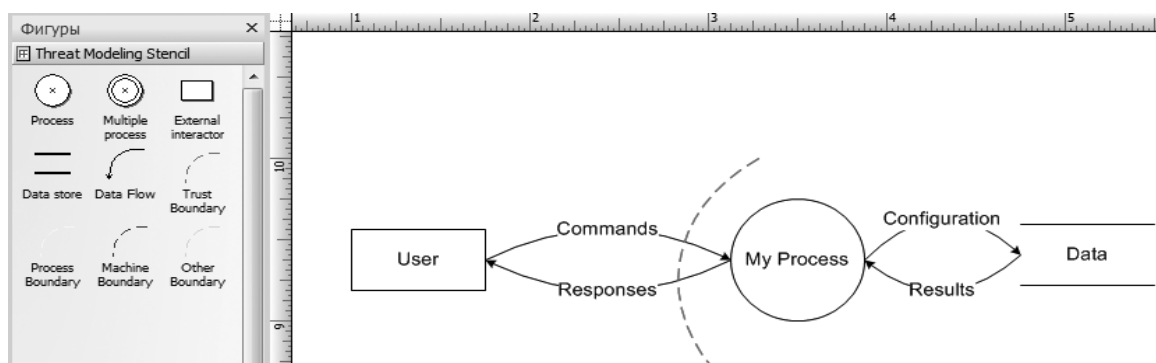 Фигуры
Threat Modeling Stencil
Process
Multiple
process
External
interactor
Data store
Data Flow
Trust
Boundary
Process
Boundary
Machine
Boundary
Other
Boundary
1
2
3
4
5
10
9
User
Commands
Responses
My Process
Configuration
Results
Data